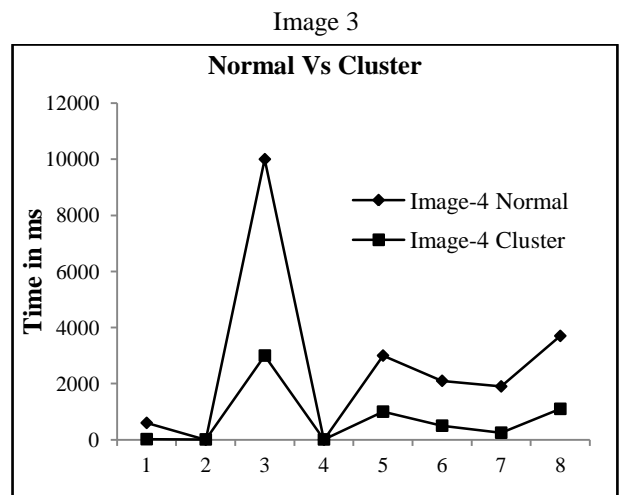 Image 3
Normal Vs Cluster
12000
10000
8000
6000
4000
2000
0
Time in ms
Image-4 Normal
Image-4 Cluster
1 2 3 4 5 6 7 8